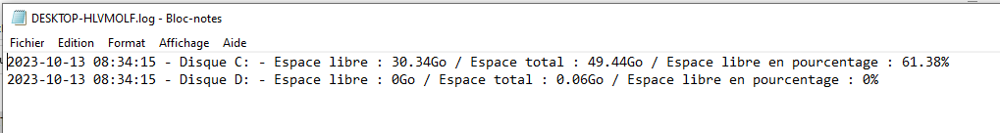 DESKTOP-HLVMOLF.log - Bloc-notes
Fichier Edition Format Affichage Aide
2023-10-13 08:34:15 - Disque C: - Espace libre : 30.34Go / Espace total : 49.44Go / Espace libre en pourcentage : 61.38%
2023-10-13 08:34:15 - Disque D: - Espace libre : 0Go / Espace total : 0.06Go / Espace libre en pourcentage : 0%